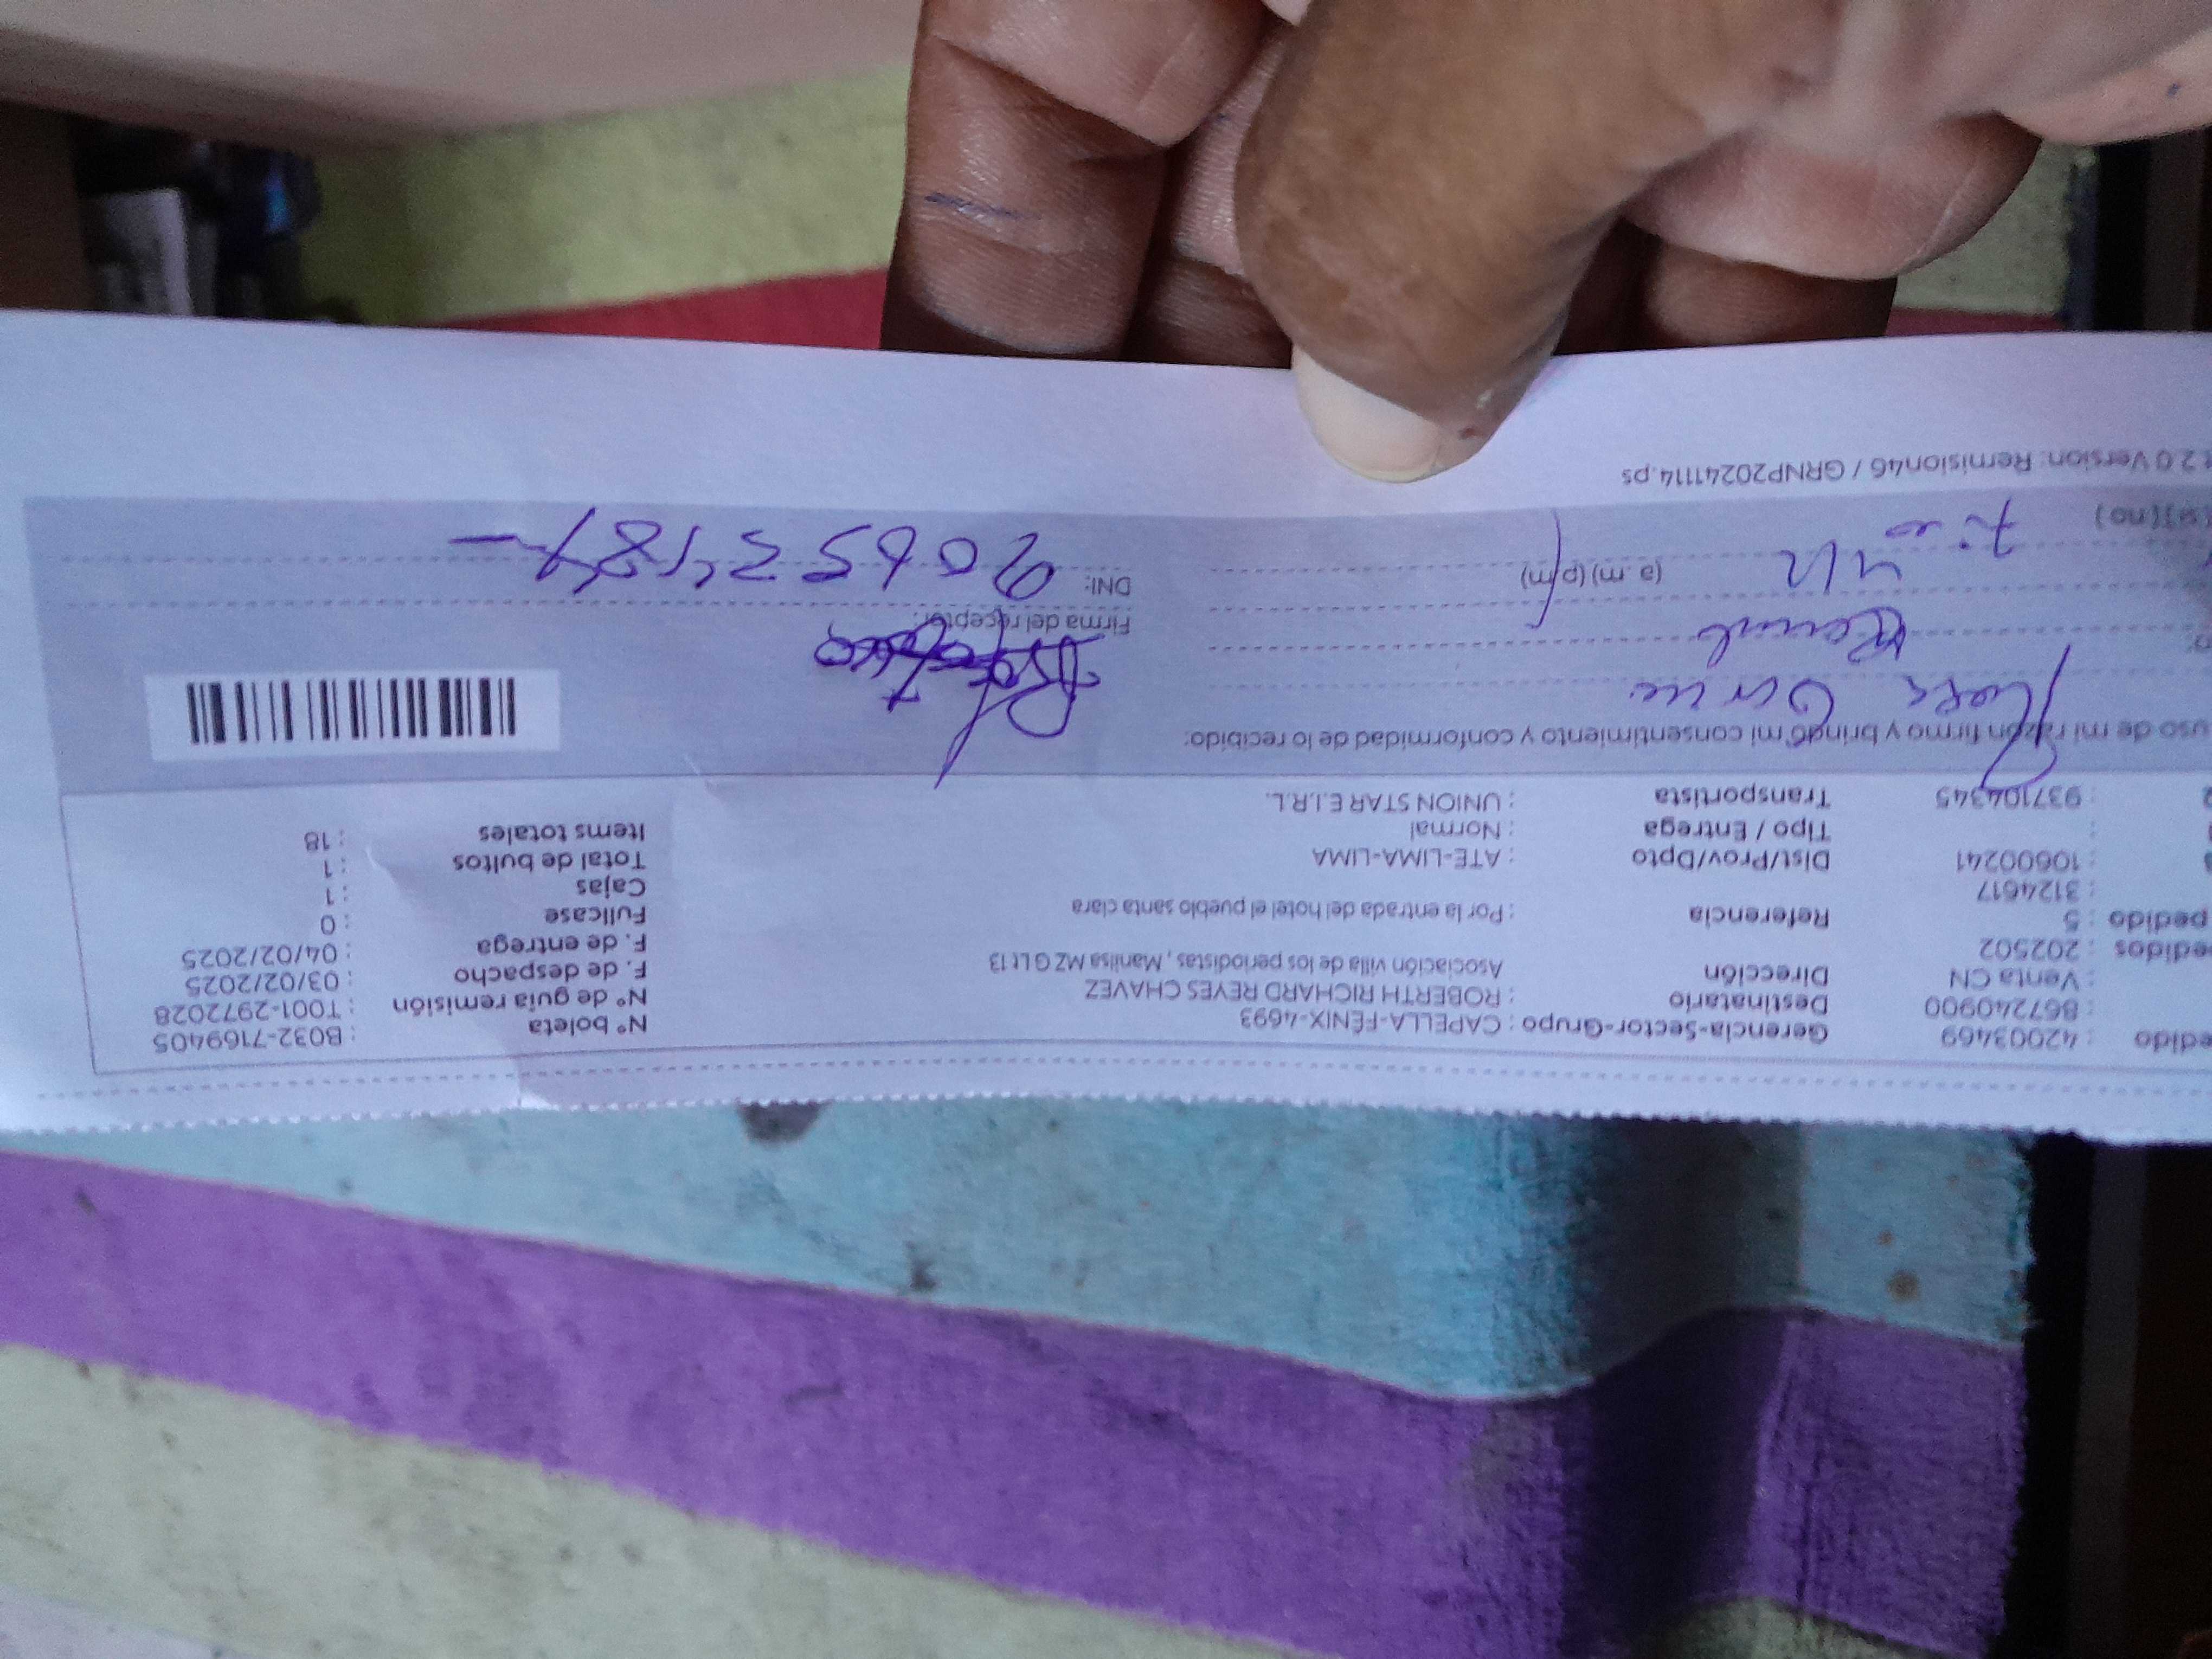 edido : 42003469 Gerencia-Sector-Grupo : CAPELLA-FÉNIX-4693 Nº boleta : B032-7169405
: 867240900 Destinatario : ROBERTH RICHARD REYES CHAVEZ Nº de guía remisión : T001-2972028
: Venta CN Dirección Asociación villa de los periodistas , Manilsa MZ G Lt 13 F. de despacho : 03/02/2025
edidos : 202502 F. de entrega : 04/02/2025
pedido : 5 Referencia : Por la entrada del hotel el pueblo santa clara Fullcase : 0
: 3124617 Cajas : 1
: 10600241 Dist/Prov/Dpto : ATE-LIMA-LIMA Total de bultos : 1
: Tipo / Entrega : Normal Items totales : 18
: 937104345 Transportista : UNION STAR E.I.R.L.
uso de mi razón firmo y brindo mi consentimiento y conformidad de lo recibido:
Firma del receptor:
(a.m) (p.m) DNI:
(si) (no)
2.0 Version: Remision46 / GRNP20241114.ps